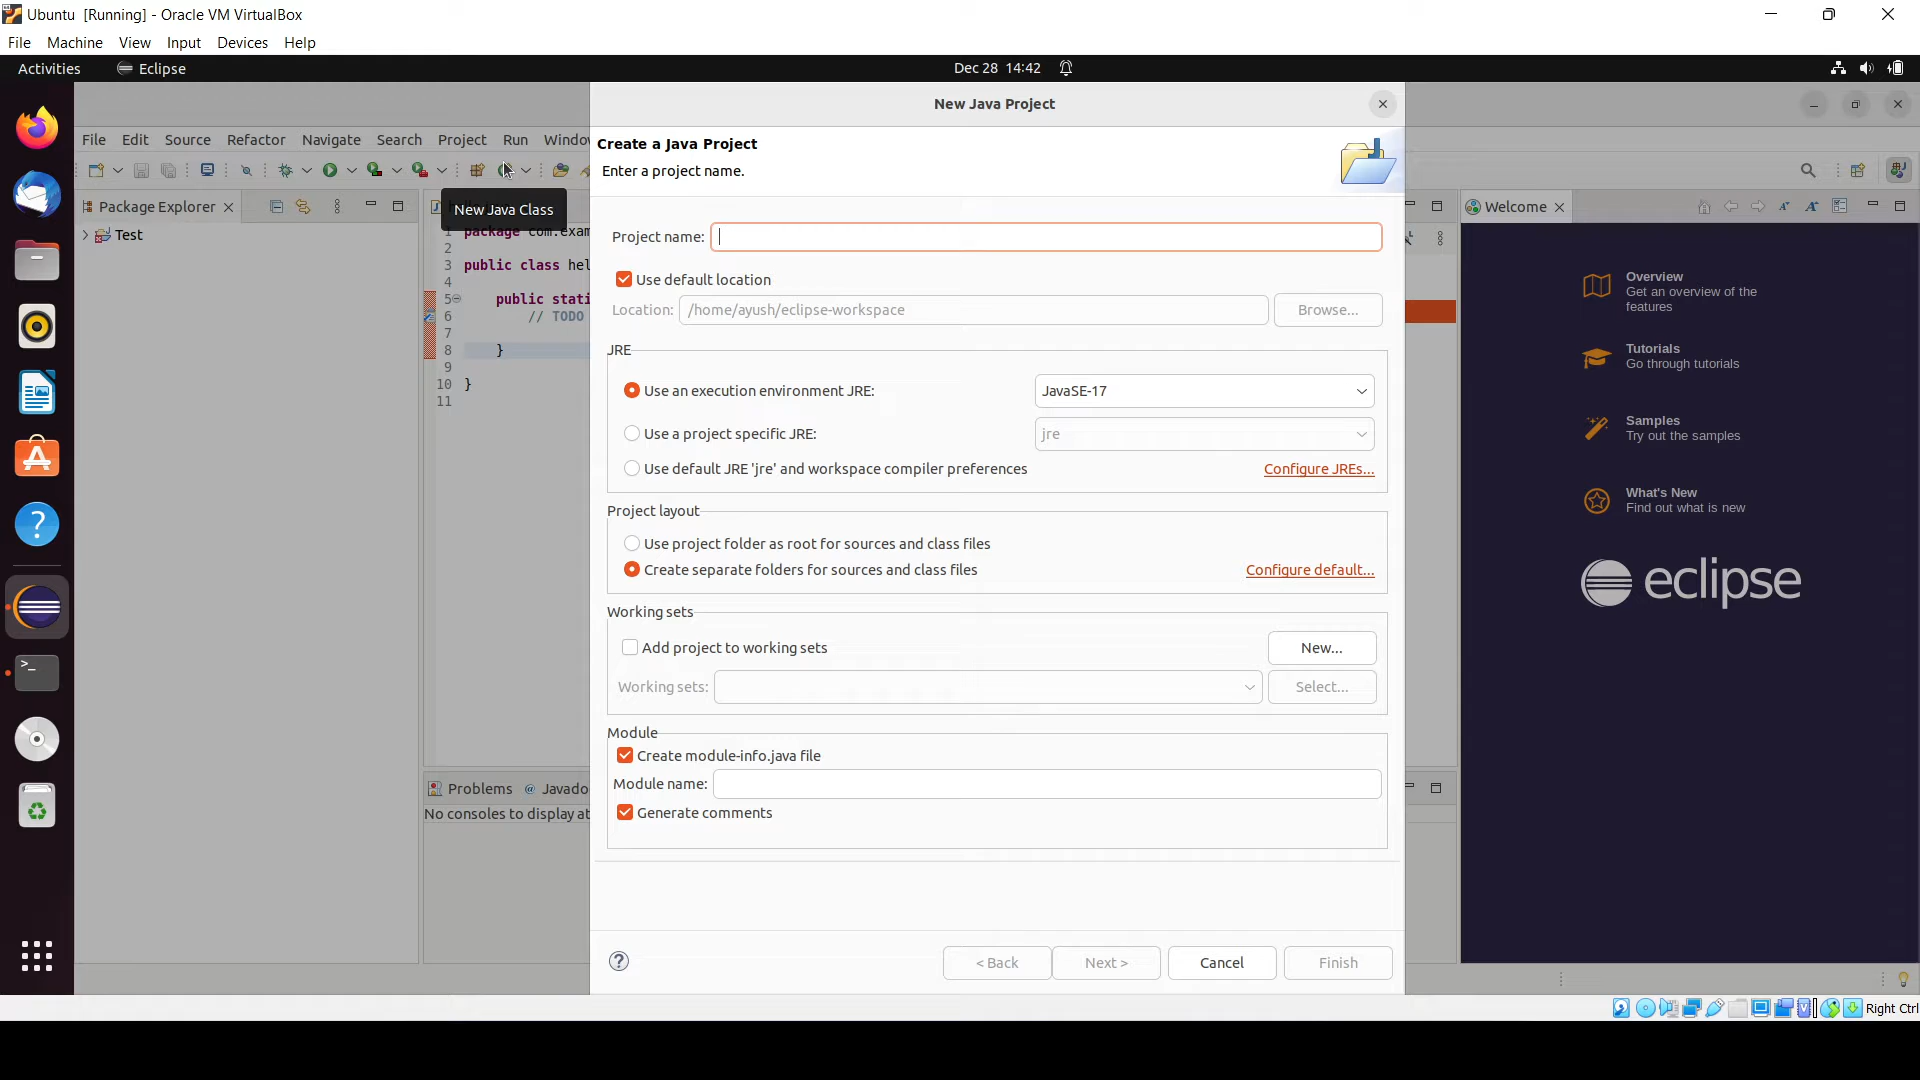 Ubuntu [Running] - Oracle VM VirtualBox
File Machine View Input Devices Help
Activities Eclipse Dec 28 14:42
New Java Project
File Edit Source Refactor Navigate Search Project Run Windo
Create a Java Project
Enter a project name.
Package Explorer
New Java Class
Welcome
Test
1 package com.exam
2
3 public class hel
4
5 public stati
6 // TODO
7
8 }
9
10 }
11
Project name:
Use default location
Location: /home/ayush/eclipse-workspace Browse...
JRE
Use an execution environment JRE: JavaSE-17
Use a project specific JRE: jre
Use default JRE 'jre' and workspace compiler preferences Configure JREs...
Project layout
Use project folder as root for sources and class files
Create separate folders for sources and class files Configure default...
Working sets
Add project to working sets New...
Working sets: Select...
Module
Create module-info.java file
Module name:
Generate comments
Problems @ Javado
No consoles to display at
< Back Next > Cancel Finish
Overview
Get an overview of the
features
Tutorials
Go through tutorials
Samples
Try out the samples
What's New
Find out what is new
eclipse
Right Ctrl